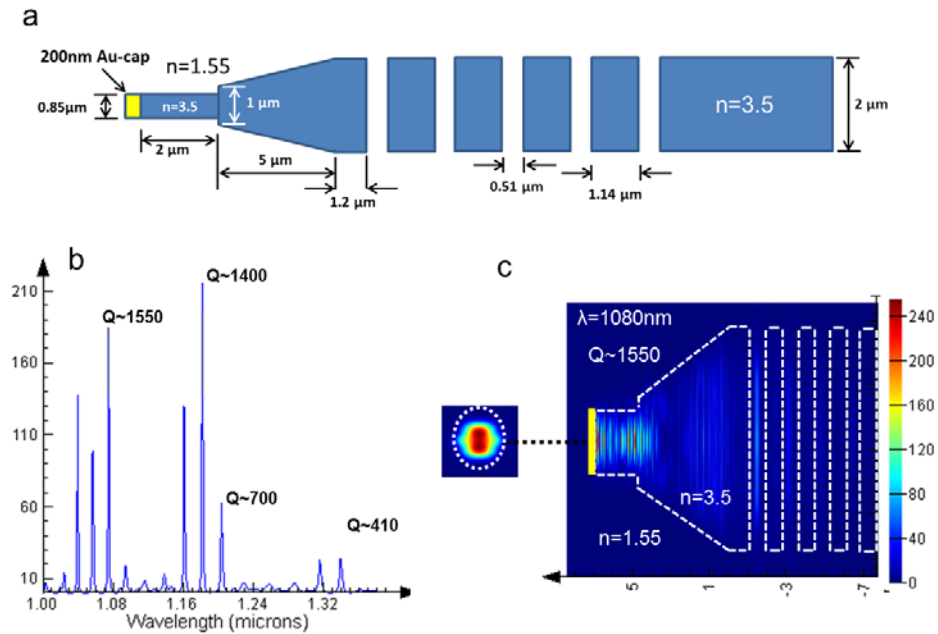 a
200nm Au-cap
n=1.55
0.85μm
n=3.5
1 μm
n=3.5
2 μm
2 μm
5 μm
0.51 μm
1.14 μm
1.2 μm
b
Q~1400
210
Q~1550
160
110
Q~700
60
Q~410
10
1.00 1.08 1.16 1.24 1.32
Wavelength (microns)
c
λ=1080nm
Q~1550
n=3.5
n=1.55
5 1 -3 -7
240
200
160
120
80
40
0